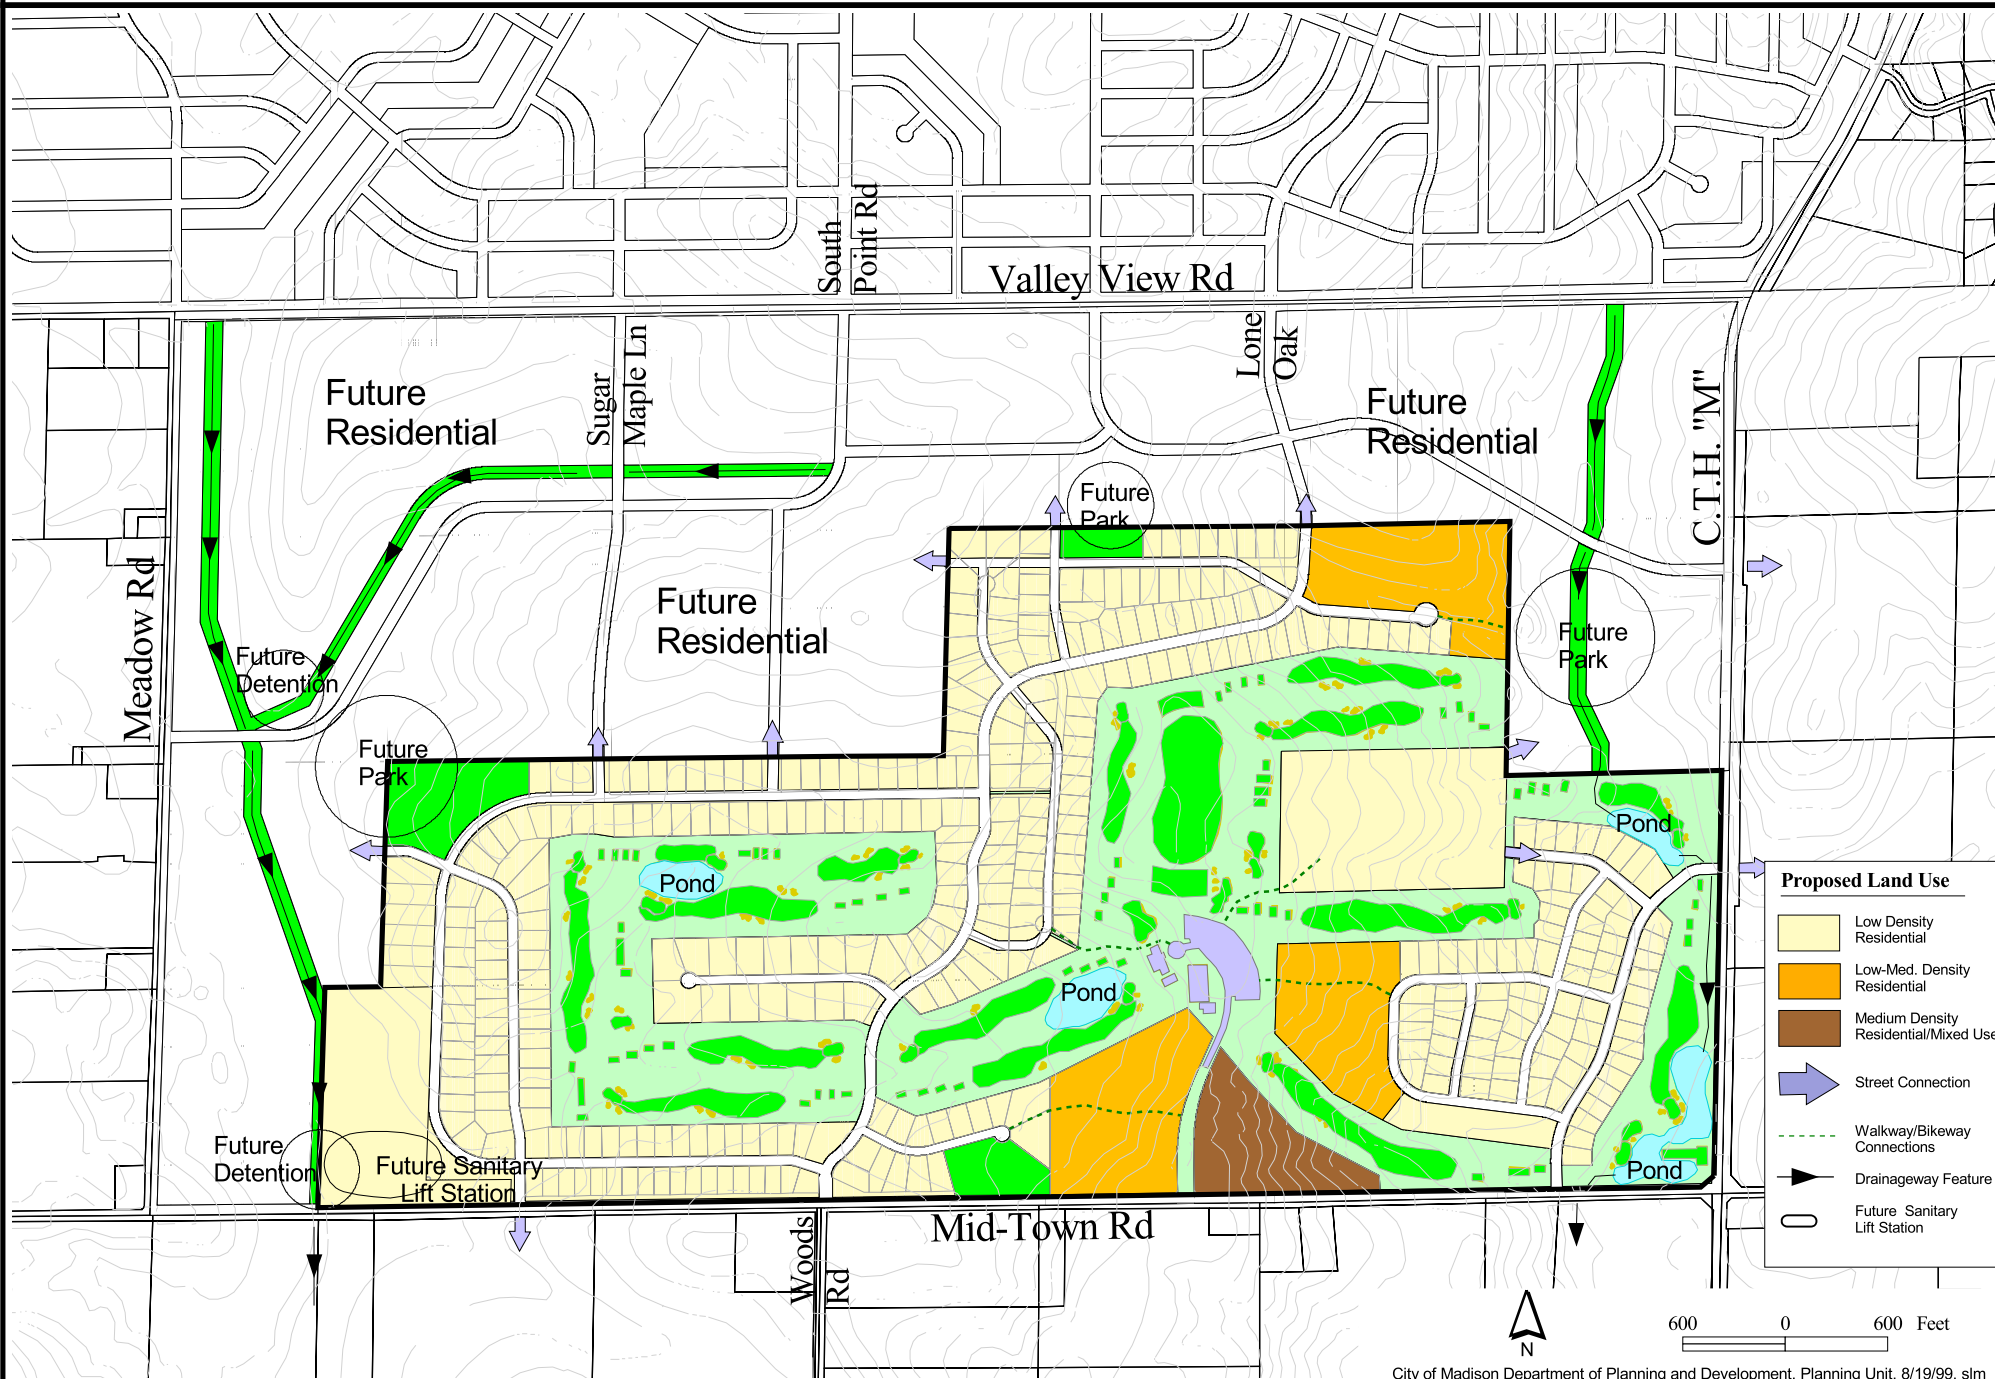 South
Point Rd
Valley View Rd
Lone
Oak
Sugar
Maple Ln
Future
Residential
Future
Residential
C.T.H. "M"
Future
Park
Meadow Rd
Future
Residential
Future
Park
Future
Detention
Future
Park
Pond
Pond
Pond
Proposed Land Use
Low Density
Residential
Low-Med. Density
Residential
Medium Density
Residential/Mixed Use
Street Connection
Walkway/Bikeway
Connections
Drainageway Feature
Future Sanitary
Lift Station
Future
Detention
Future Sanitary
Lift Station
Pond
Mid-Town Rd
Woods
Rd
N
600 0 600 Feet
City of Madison Department of Planning and Development, Planning Unit, 8/19/99, slm